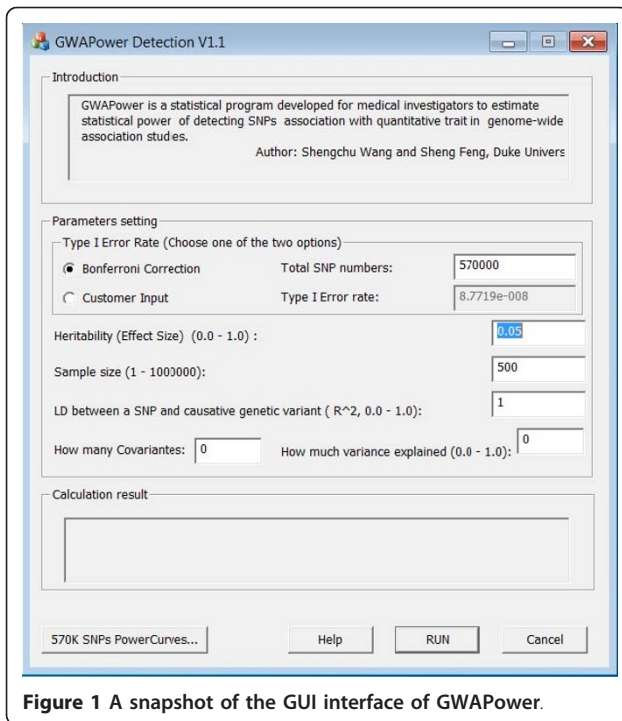 GWAPower Detection V1.1
Introduction
GWAPower is a statistical program developed for medical investigators to estimate
statistical power of detecting SNPs association with quantitative trait in genome-wide
association studies.
Author: Shengchu Wang and Sheng Feng, Duke Univers
Parameters setting
Type I Error Rate (Choose one of the two options)
Bonferroni Correction Total SNP numbers: 570000
Customer Input Type I Error rate: 8.7719e-008
Heritability (Effect Size) (0.0 - 1.0) : 0.05
Sample size (1 - 1000000): 500
LD between a SNP and causative genetic variant ( R^2, 0.0 - 1.0): 1
How many Covariantes: 0 How much variance explained (0.0 - 1.0): 0
Calculation result
570K SNPs PowerCurves... Help RUN Cancel
Figure 1 A snapshot of the GUI interface of GWAPower.